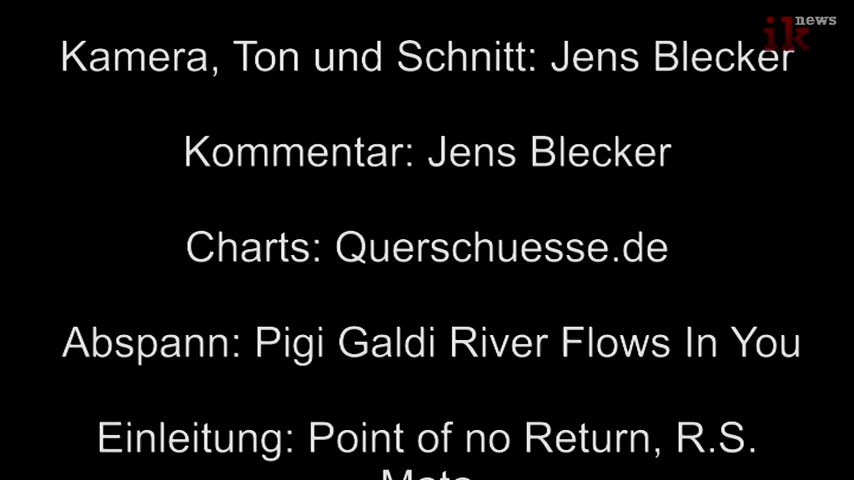 ik news
Kamera, Ton und Schnitt: Jens Blecker
Kommentar: Jens Blecker
Charts: Querschuesse.de
Abspann: Pigi Galdi River Flows In You
Einleitung: Point of no Return, R.S.